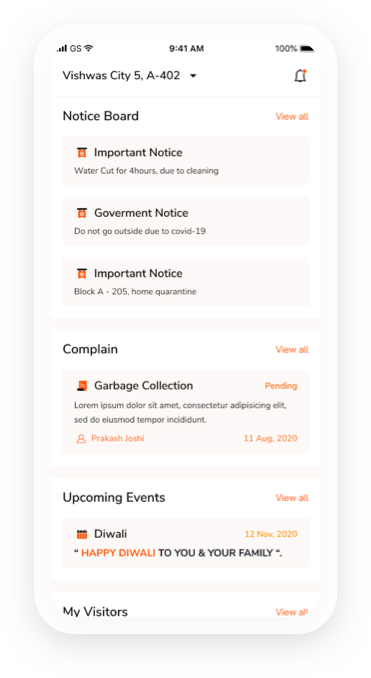 GS 9:41 AM 100%
Vishwas City 5, A-402
Notice Board View all
Important Notice
Water Cut for 4hours, due to cleaning
Goverment Notice
Do not go outside due to covid-19
Important Notice
Block A - 205, home quarantine
Complain View all
Garbage Collection Pending
Lorem ipsum dolor sit amet, consectetur adipisicing elit,
sed do eiusmod tempor incididunt.
Prakash Joshi 11 Aug, 2020
Upcoming Events View all
Diwali 12 Nov, 2020
“ HAPPY DIWALI TO YOU & YOUR FAMILY “.
My Visitors View all